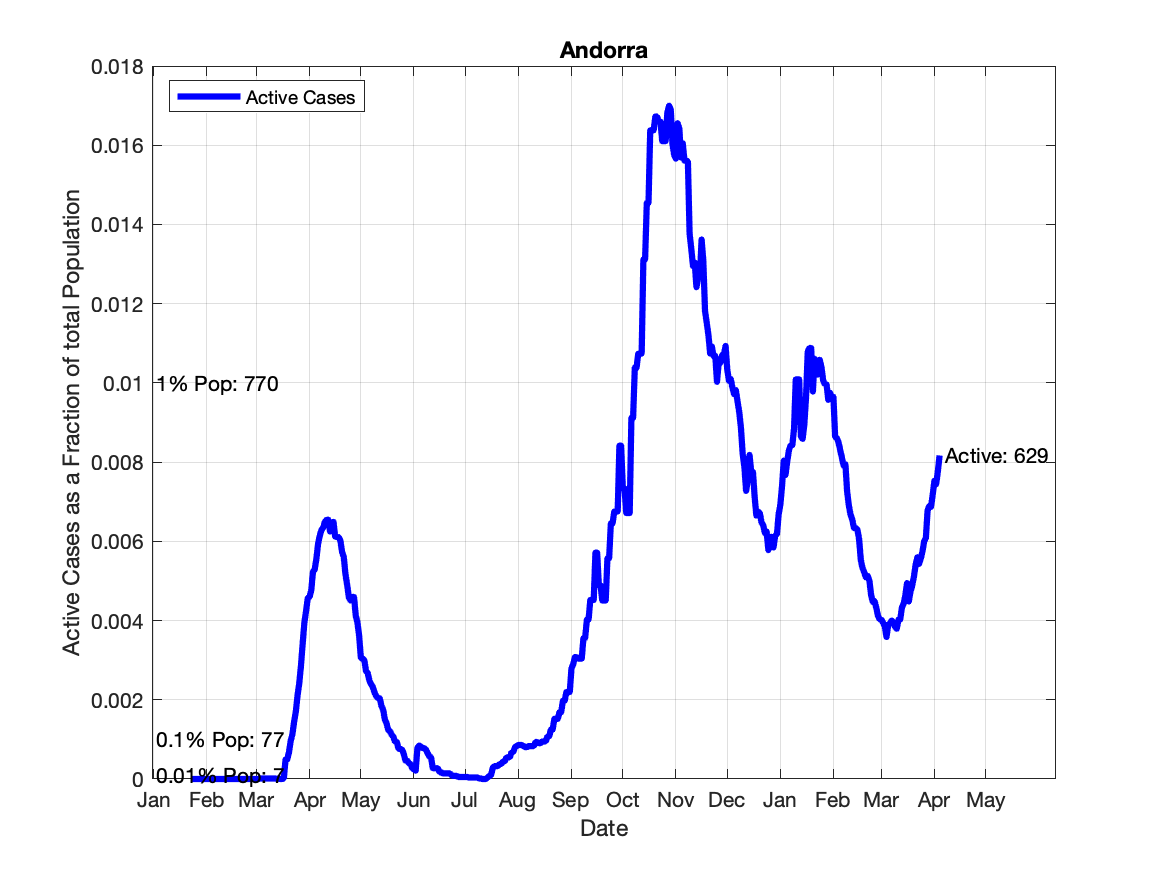 Andorra
0.018
Active Cases
0.016
0.014
0.012
0.01
1% Pop: 770
0.008
Active: 629
0.006
0.004
0.002
0.1% Pop: 77
0.01% Pop: 7
0
Jan Feb Mar Apr May Jun Jul Aug Sep Oct Nov Dec Jan Feb Mar Apr May
Date
Active Cases as a Fraction of total Population